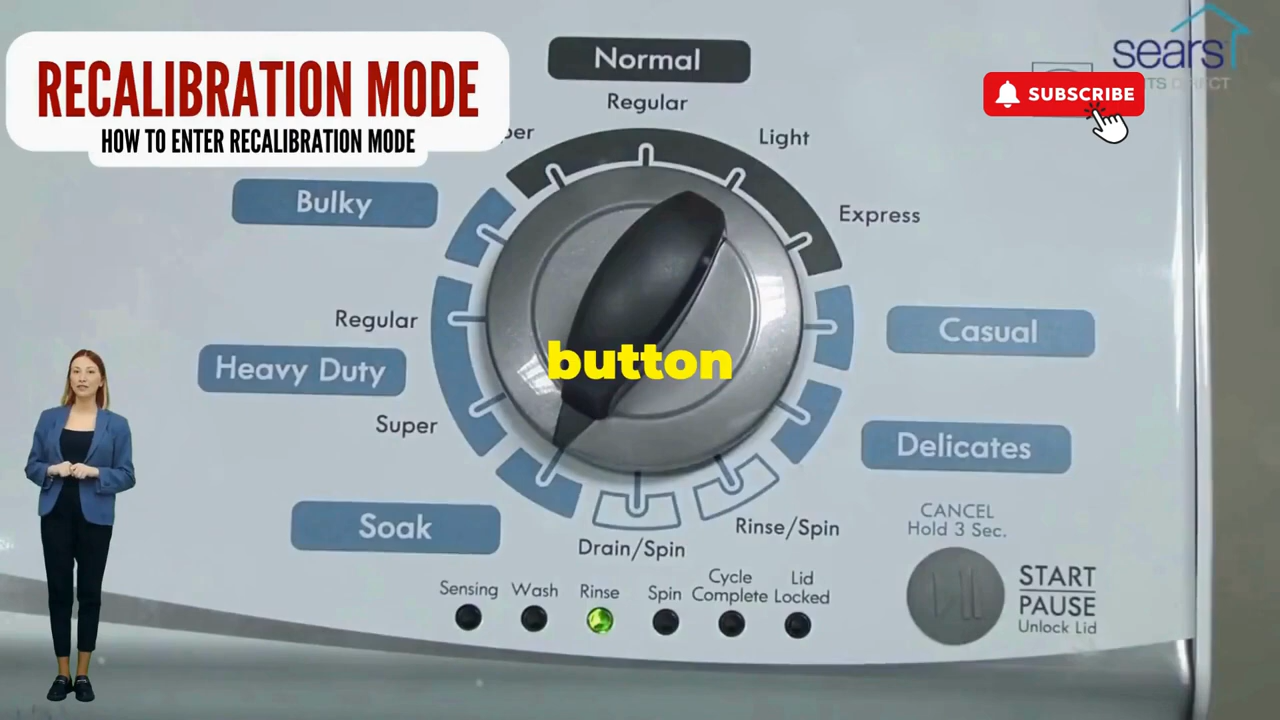 RECALIBRATION MODE
HOW TO ENTER RECALIBRATION MODE
sears
SUBSCRIBE
DIRECT
Normal
Regular
Light
Express
Bulky
Regular
Heavy Duty
Super
Casual
Delicates
button
Soak
Drain/Spin
Rinse/Spin
CANCEL
Hold 3 Sec.
START
PAUSE
Unlock Lid
Sensing
Wash
Rinse
Spin
Cycle
Complete
Lid
Locked